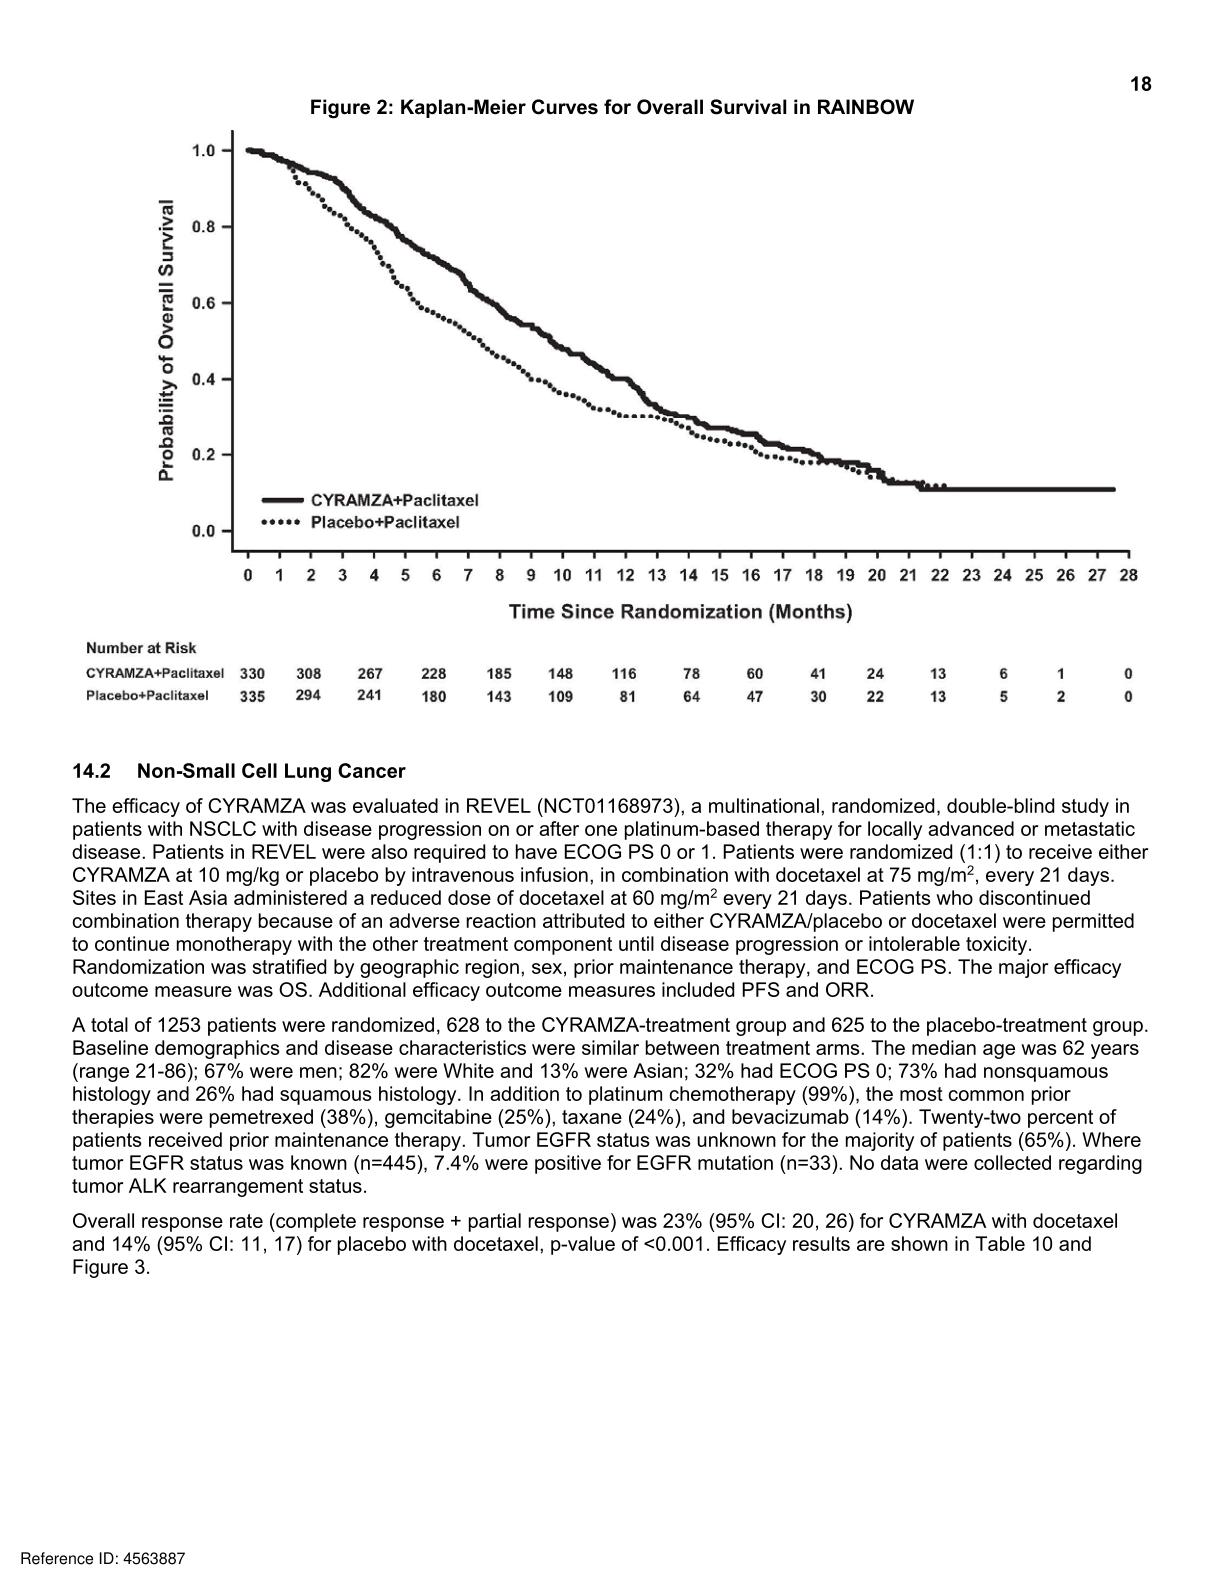 18
Figure 2: Kaplan-Meier Curves for Overall Survival in RAINBOW
Probability of Overall Survival
1.0
0.8
0.6
0.4
0.2
0.0
CYRAMZA+Paclitaxel
Placebo+Paclitaxel
0 1 2 3 4 5 6 7 8 9 10 11 12 13 14 15 16 17 18 19 20 21 22 23 24 25 26 27 28
Time Since Randomization (Months)
Number at Risk
CYRAMZA+Paclitaxel 330 308 267 228 185 148 116 78 60 41 24 13 6 1 0
Placebo+Paclitaxel 335 294 241 180 143 109 81 64 47 30 22 13 5 2 0
14.2 Non-Small Cell Lung Cancer
The efficacy of CYRAMZA was evaluated in REVEL (NCT01168973), a multinational, randomized, double-blind study in
patients with NSCLC with disease progression on or after one platinum-based therapy for locally advanced or metastatic
disease. Patients in REVEL were also required to have ECOG PS 0 or 1. Patients were randomized (1:1) to receive either
CYRAMZA at 10 mg/kg or placebo by intravenous infusion, in combination with docetaxel at 75 mg/m², every 21 days.
Sites in East Asia administered a reduced dose of docetaxel at 60 mg/m² every 21 days. Patients who discontinued
combination therapy because of an adverse reaction attributed to either CYRAMZA/placebo or docetaxel were permitted
to continue monotherapy with the other treatment component until disease progression or intolerable toxicity.
Randomization was stratified by geographic region, sex, prior maintenance therapy, and ECOG PS. The major efficacy
outcome measure was OS. Additional efficacy outcome measures included PFS and ORR.
A total of 1253 patients were randomized, 628 to the CYRAMZA-treatment group and 625 to the placebo-treatment group.
Baseline demographics and disease characteristics were similar between treatment arms. The median age was 62 years
(range 21-86); 67% were men; 82% were White and 13% were Asian; 32% had ECOG PS 0; 73% had nonsquamous
histology and 26% had squamous histology. In addition to platinum chemotherapy (99%), the most common prior
therapies were pemetrexed (38%), gemcitabine (25%), taxane (24%), and bevacizumab (14%). Twenty-two percent of
patients received prior maintenance therapy. Tumor EGFR status was unknown for the majority of patients (65%). Where
tumor EGFR status was known (n=445), 7.4% were positive for EGFR mutation (n=33). No data were collected regarding
tumor ALK rearrangement status.
Overall response rate (complete response + partial response) was 23% (95% CI: 20, 26) for CYRAMZA with docetaxel
and 14% (95% CI: 11, 17) for placebo with docetaxel, p-value of <0.001. Efficacy results are shown in Table 10 and
Figure 3.
Reference ID: 4563887